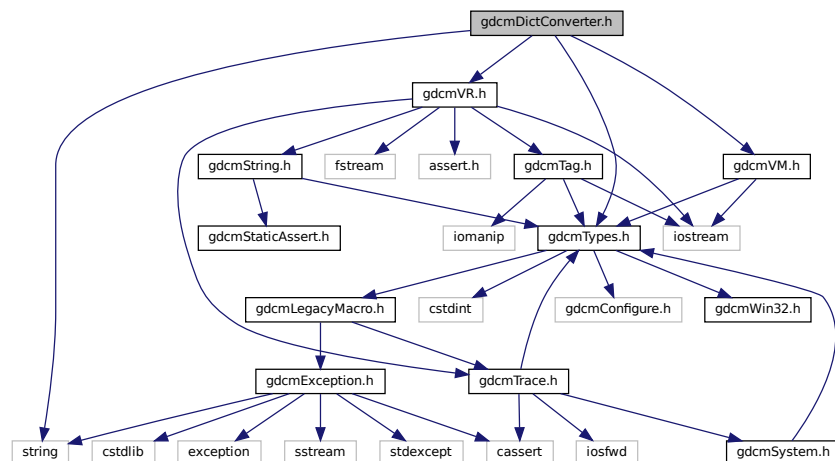 gdcmDictConverter.h
gdcmVR.h
gdcmString.h
fstream
assert.h
gdcmTag.h
gdcmVM.h
gdcmStaticAssert.h
iomanip
gdcmTypes.h
iostream
gdcmLegacyMacro.h
cstdint
gdcmConfigure.h
gdcmWin32.h
gdcmException.h
gdcmTrace.h
string
cstdlib
exception
sstream
stdexcept
cassert
iosfwd
gdcmSystem.h